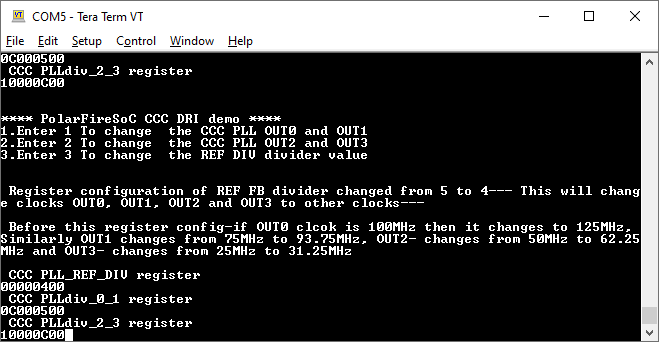 COM5 - Tera Term VT
File Edit Setup Control Window Help
0C000500
CCC PLLdiv_2_3 register
10000C00
**** PolarFireSoC CCC DRI demo ****
1.Enter 1 To change  the CCC PLL OUT0 and OUT1
2.Enter 2 To change  the CCC PLL OUT2 and OUT3
3.Enter 3 To change  the REF DIV divider value
Register configuration of REF FB divider changed from 5 to 4--- This will chang
e clocks OUT0, OUT1, OUT2 and OUT3 to other clocks---
Before this register config-if OUT0 clcok is 100MHz then it changes to 125MHz,
Similarly OUT1 changes from 75MHz to 93.75MHz, OUT2- changes from 50MHz to 62.25
MHz and OUT3- changes from 25MHz to 31.25MHz
CCC PLL_REF_DIV register
00000400
CCC PLLdiv_0_1 register
0C000500
CCC PLLdiv_2_3 register
10000C00